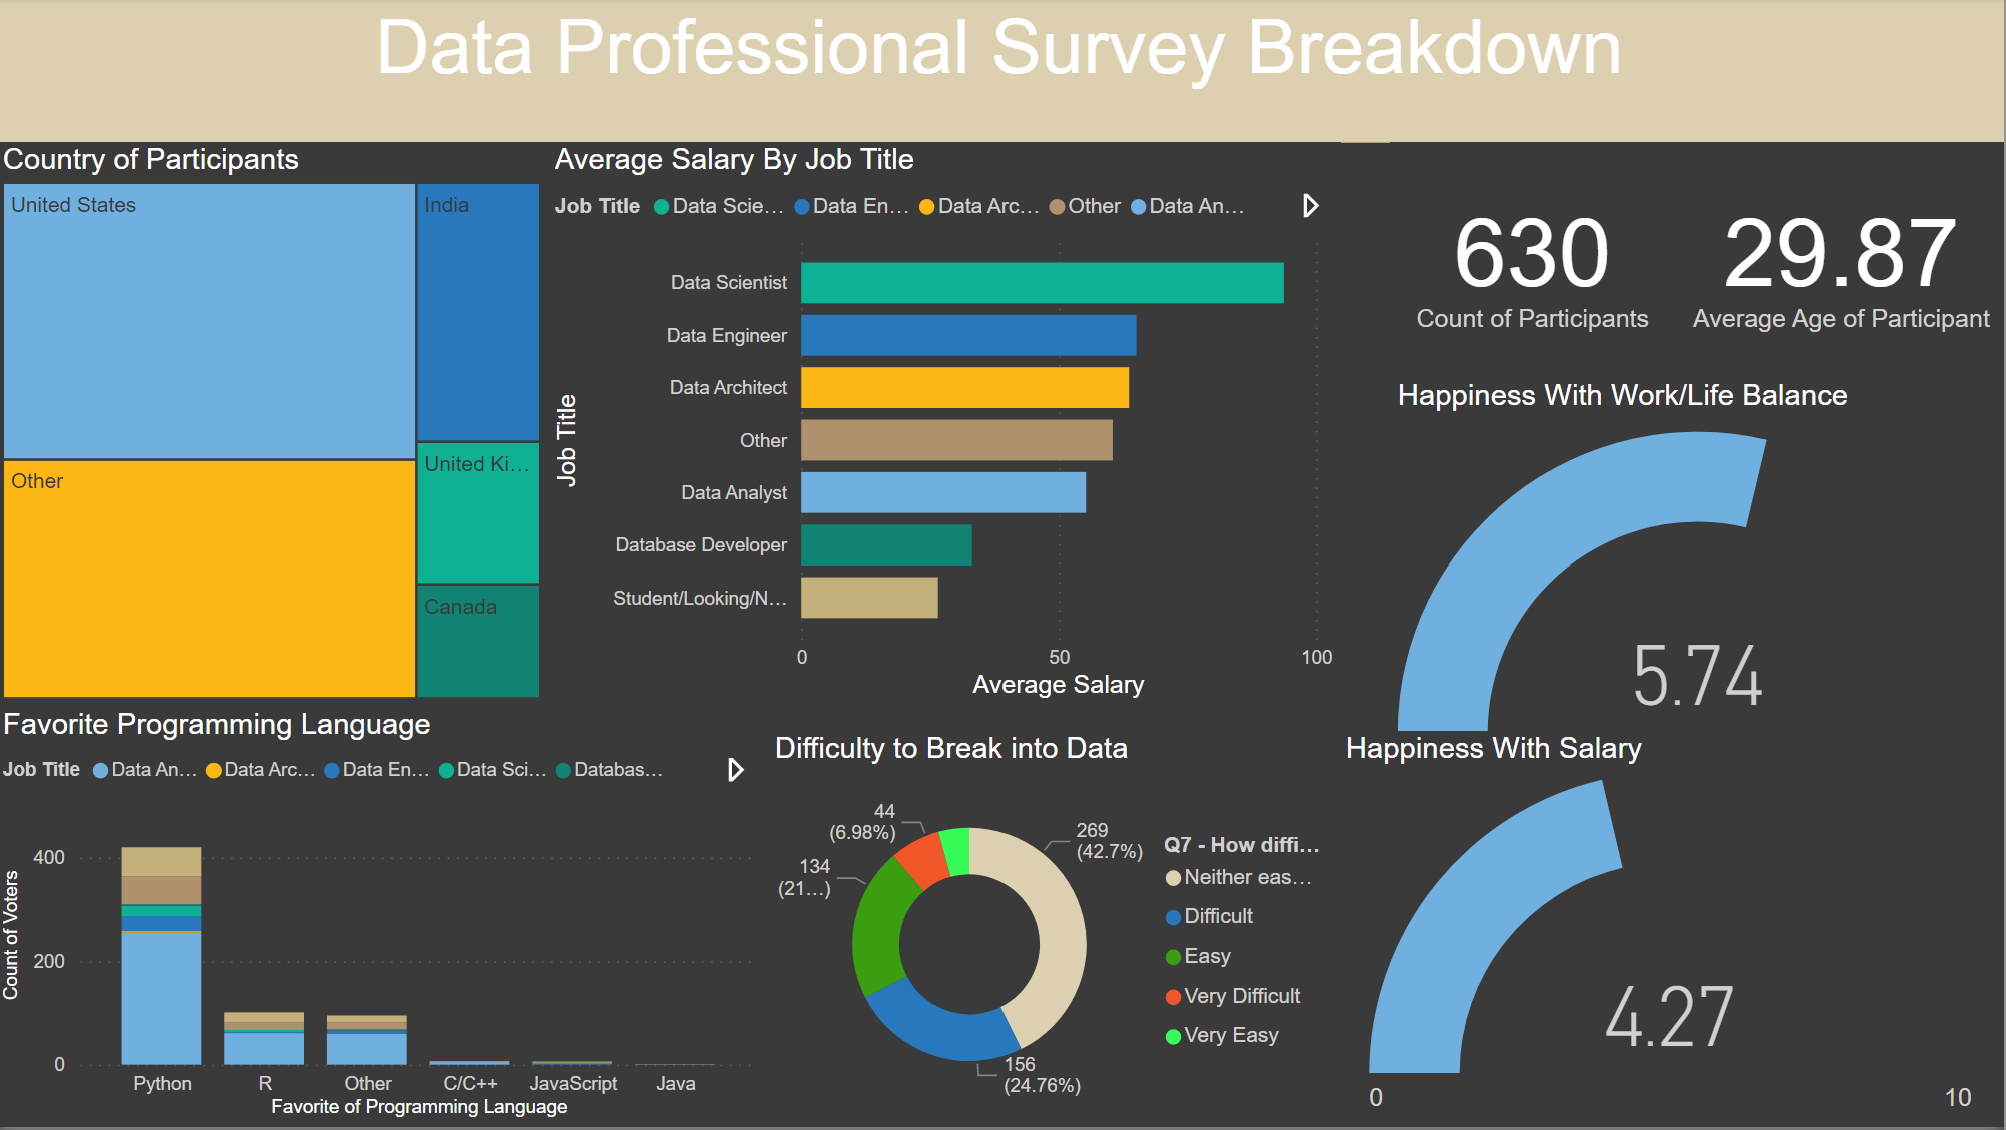 Data Professional Survey Breakdown
Country of Participants
United States
India
Other
United Ki...
Canada
Average Salary By Job Title
Job Title Data Scie... Data En... Data Arc... Other Data An...
Job Title
Data Scientist
Data Engineer
Data Architect
Other
Data Analyst
Database Developer
Student/Looking/N...
0 50 100
Average Salary
630
Count of Participants
29.87
Average Age of Participant
Happiness With Work/Life Balance
5.74
Favorite Programming Language
Job Title Data An... Data Arc... Data En... Data Sci... Databas...
Count of Voters
400
200
0
Python R Other C/C++ JavaScript Java
Favorite of Programming Language
Difficulty to Break into Data
44
(6.98%)
269
(42.7%)
134
(21...)
156
(24.76%)
Q7 - How diffi...
Neither eas...
Difficult
Easy
Very Difficult
Very Easy
Happiness With Salary
4.27
0 10